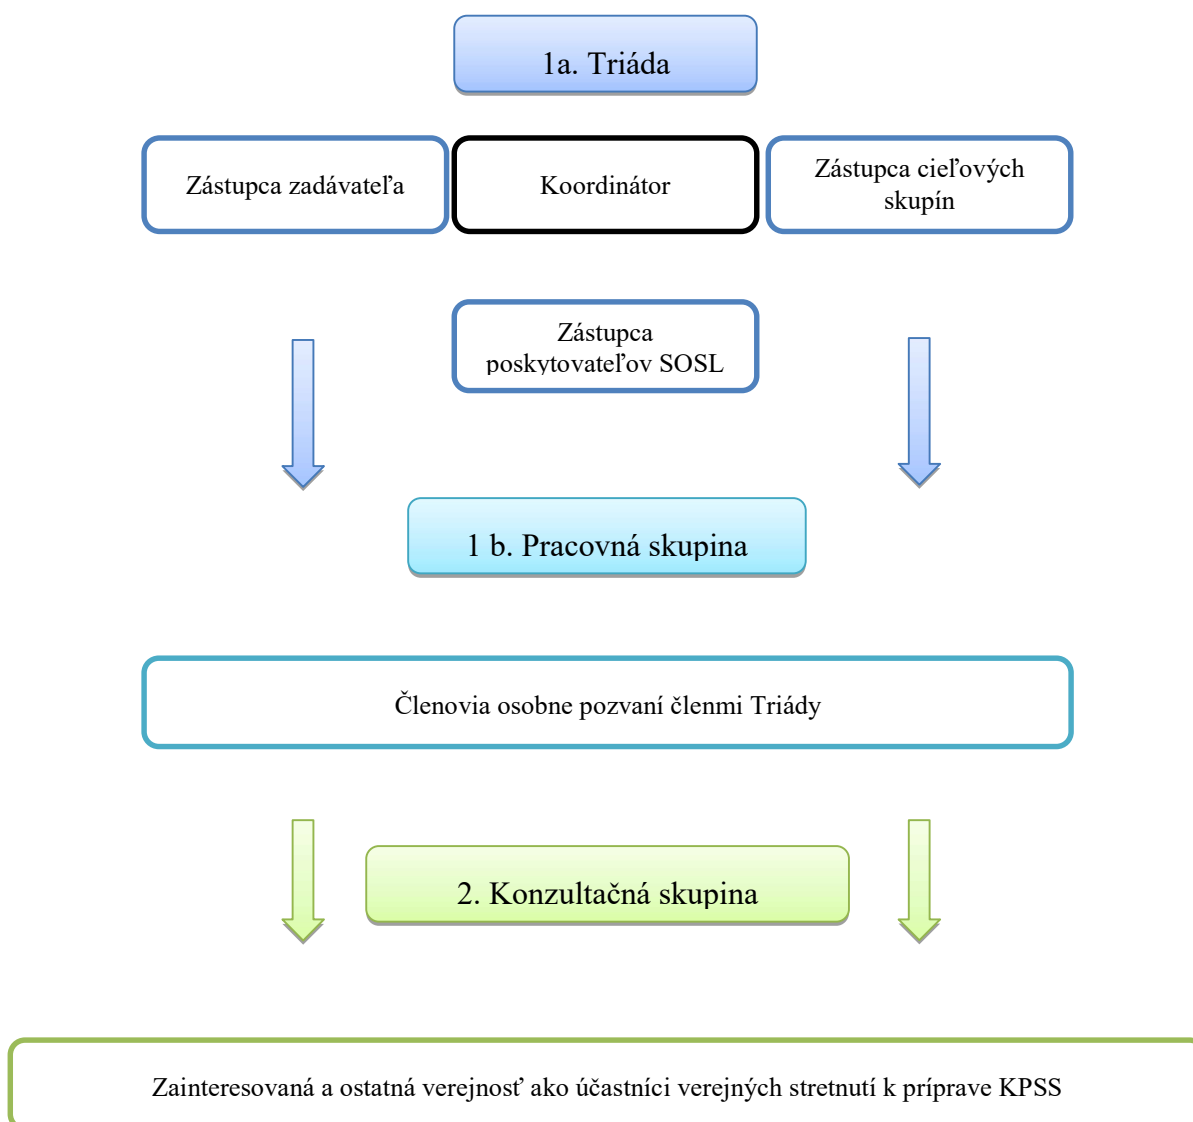 1a. Triáda
Zástupca zadávateľa
Koordinátor
Zástupca cieľových
skupín
Zástupca
poskytovateľov SOSL
1 b. Pracovná skupina
Členovia osobne pozvaní členmi Triády
2. Konzultačná skupina
Zainteresovaná a ostatná verejnosť ako účastníci verejných stretnutí k príprave KPSS